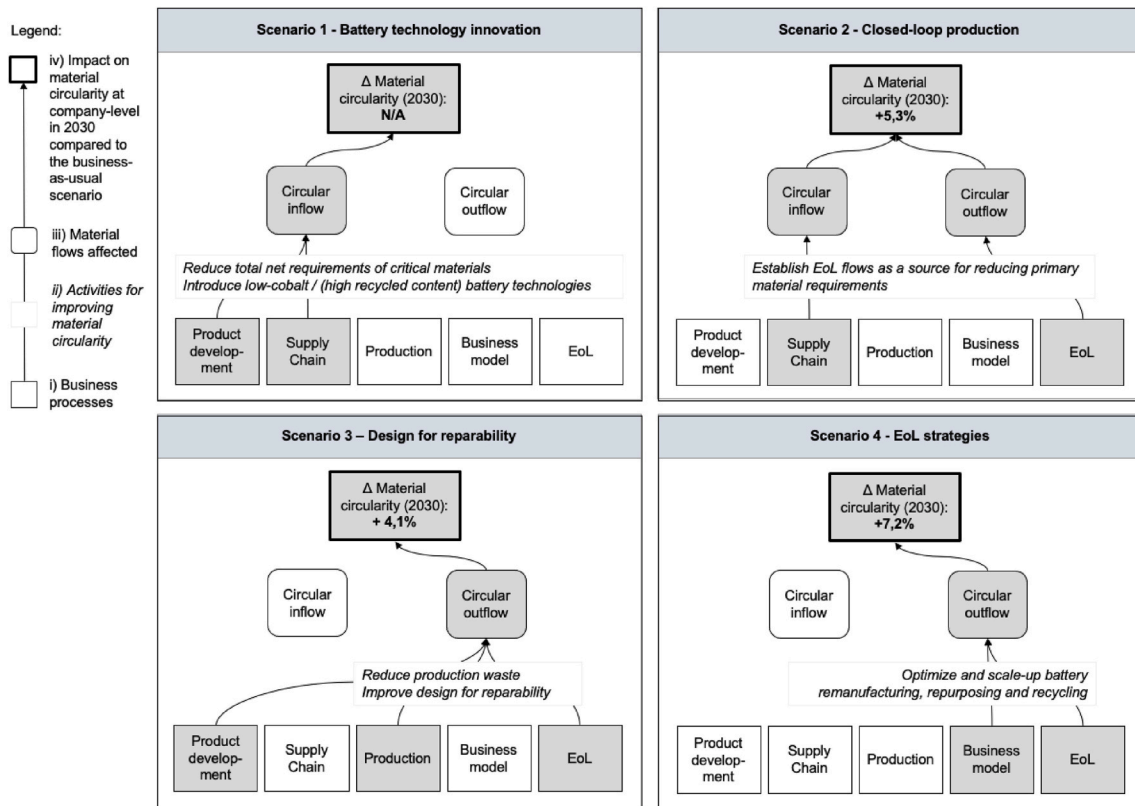 Legend:
iv) Impact on
material
circularity at
company-level
in 2030
compared to
the business-
as-usual
scenario
iii) Material
flows affected
ii) Activities for
improving
material
circularity
i) Business
processes
Scenario 1 - Battery technology innovation
Δ Material
circularity (2030):
N/A
Circular
inflow
Circular
outflow
Reduce total net requirements of critical materials
Introduce low-cobalt / (high recycled content) battery technologies
Product
develop-
ment
Supply
Chain
Production
Business
model
EoL
Scenario 2 - Closed-loop production
Δ Material
circularity (2030):
+5,3%
Circular
inflow
Circular
outflow
Establish EoL flows as a source for reducing primary
material requirements
Product
develop-
ment
Supply
Chain
Production
Business
model
EoL
Scenario 3 – Design for reparability
Δ Material
circularity (2030):
+ 4,1%
Circular
inflow
Circular
outflow
Reduce production waste
Improve design for reparability
Product
develop-
ment
Supply
Chain
Production
Business
model
EoL
Scenario 4 - EoL strategies
Δ Material
circularity (2030):
+7,2%
Circular
inflow
Circular
outflow
Optimize and scale-up battery
remanufacturing, repurposing and recycling
Product
develop-
ment
Supply
Chain
Production
Business
model
EoL